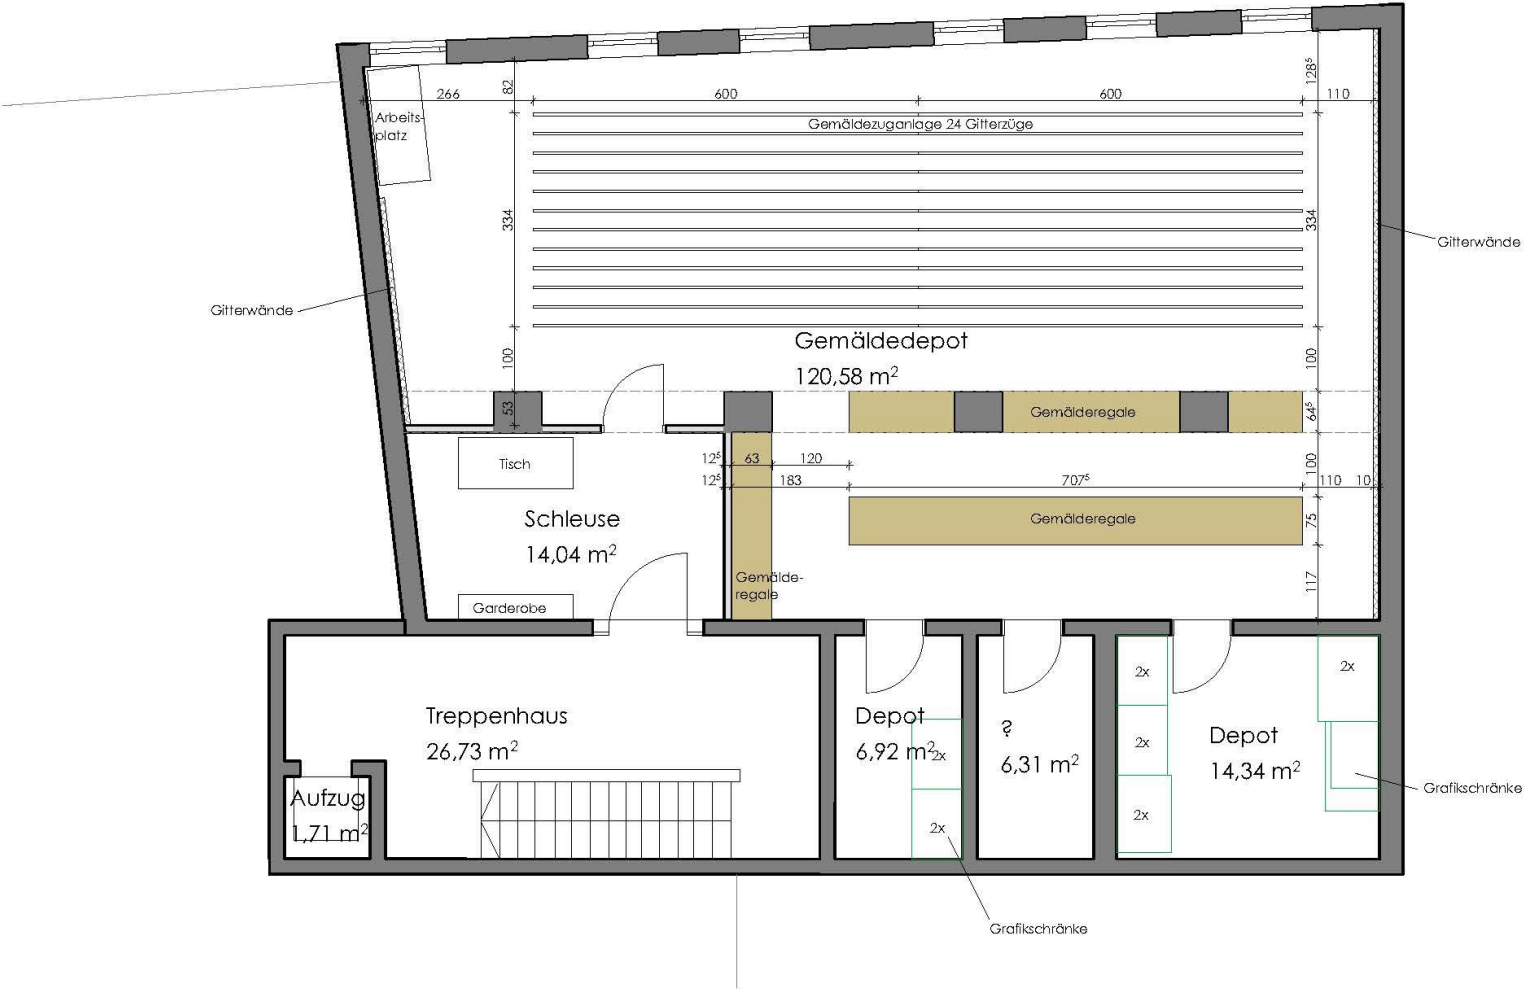 128⁵
82
266
600
600
110
Arbeits-
platz
Gemäldezuganlage 24 Gitterzüge
334
334
Gitterwände
Gitterwände
Gemäldedepot
120,58 m²
100
100
53
Gemälderegale
64⁵
Tisch
12⁵
63
120
100
12⁵
183
707⁵
110
10
Schleuse
14,04 m²
Gemälderegale
75
Gemälde-
regale
117
Garderobe
Treppenhaus
26,73 m²
Depot
6,92 m²
2x
2x
?
6,31 m²
2x
2x
2x
2x
Depot
14,34 m²
Grafikschränke
Aufzug
1,71 m²
Grafikschränke